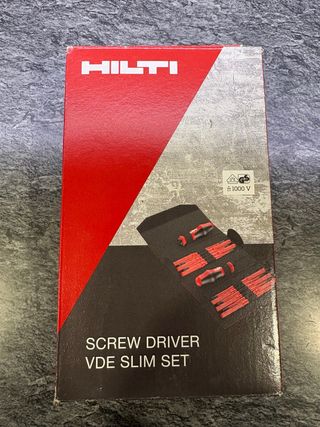 HILTI
1000 V
SCREW DRIVER
VDE SLIM SET